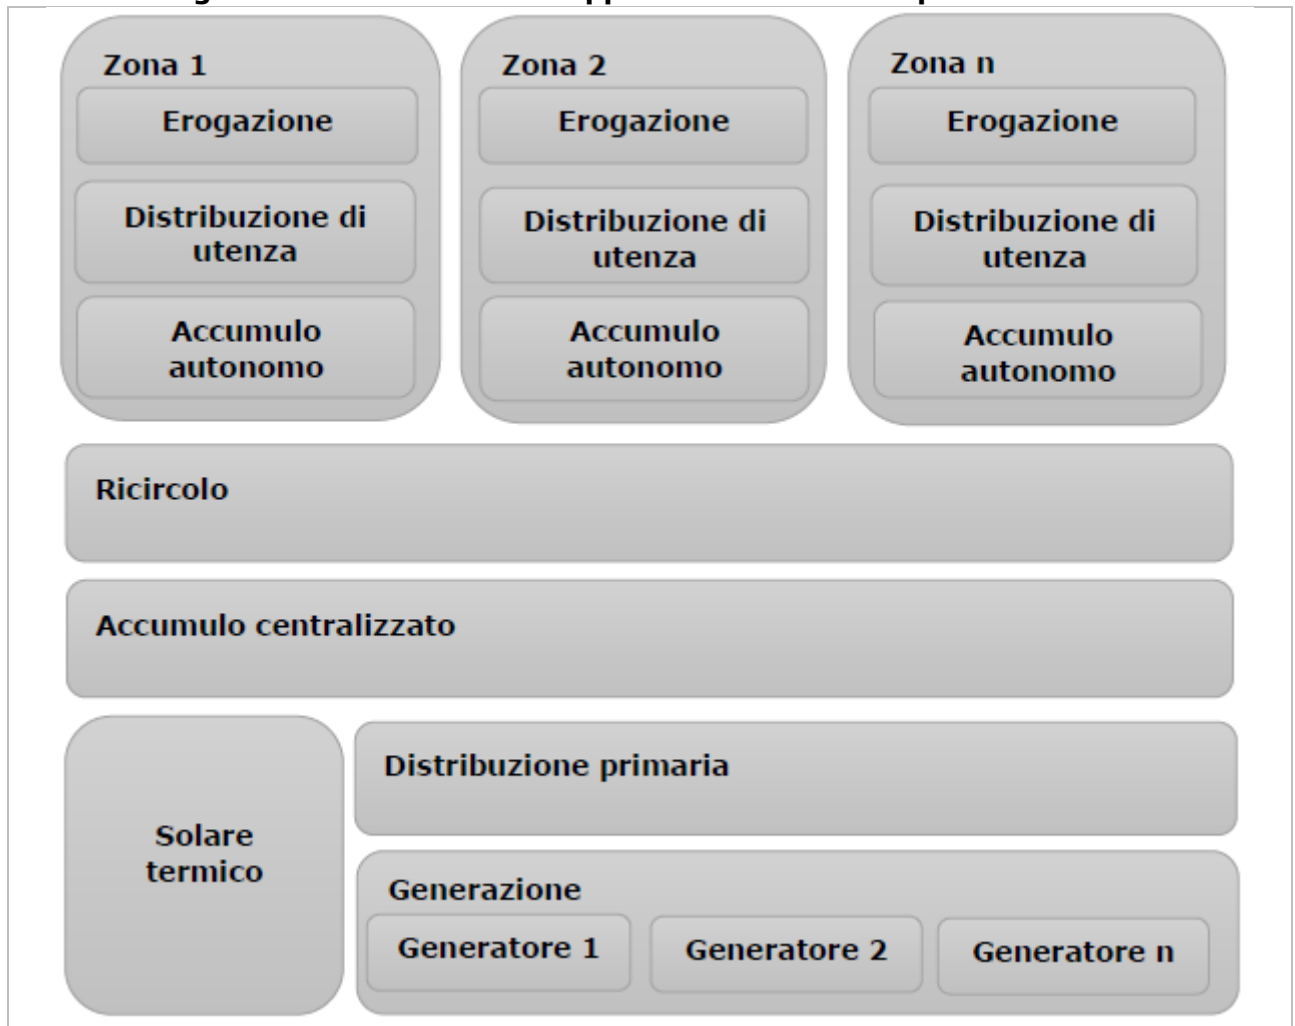 Zona 1
Erogazione
Distribuzione di
utenza
Accumulo
autonomo
Zona 2
Erogazione
Distribuzione di
utenza
Accumulo
autonomo
Zona n
Erogazione
Distribuzione di
utenza
Accumulo
autonomo
Ricircolo
Accumulo centralizzato
Solare
termico
Distribuzione primaria
Generazione
Generatore 1
Generatore 2
Generatore n